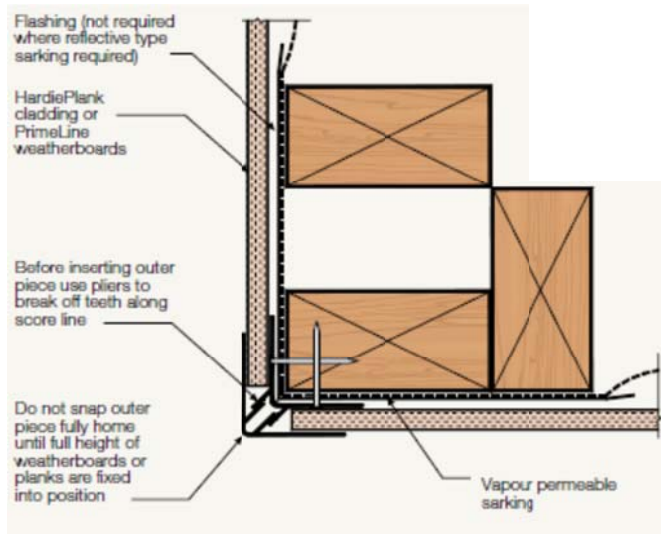 Flashing (not required
where reflective type
sarking required)
HardiePlank
cladding or
PrimeLine
weatherboards
Before inserting outer
piece use pliers to
break off teeth along
score line
Do not snap outer
piece fully home
until full height of
weatherboards or
planks are fixed
into position
Vapour permeable
sarking